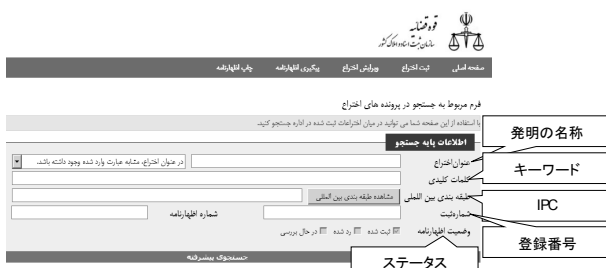 قوه قضائیه
سازمان ثبت اسناد و املاک کشور
صفحه اصلی ثبت اختراع ویرایش اختراع پیگیری اظهارنامه چاپ اظهارنامه
فرم مربوط به جستجو در پرونده های اختراع
با استفاده از این صفحه شما می توانید در میان اختراعات ثبت شده در اداره جستجو کنید.
اطلاعات پایه جستجو
発明の名称
عنوان اختراع در عنوان اختراع، مشابه عبارت وارد شده وجود داشته باشد.
キーワード
کلمات کلیدی
طبقه بندی بین المللی مشاهده طبقه بندی بین المللی
IPC
شماره ثبت شماره اظهارنامه
登録番号
وضعیت اظهارنامه ثبت شده رد شده در حال بررسی
ステータス
جستجوی پیشرفته